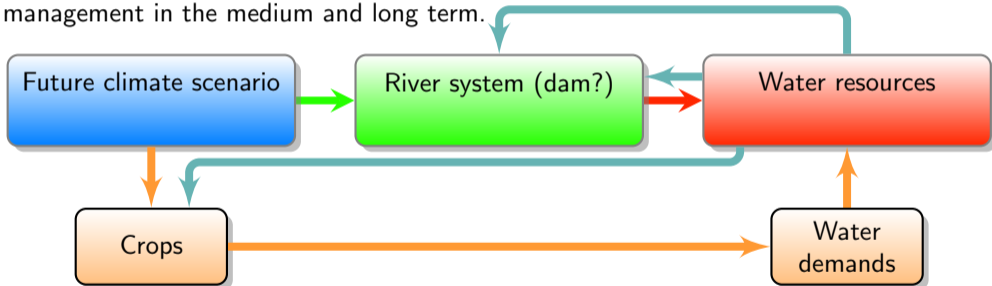 management in the medium and long term.
Future climate scenario
River system (dam?)
Water resources
Crops
Water
demands